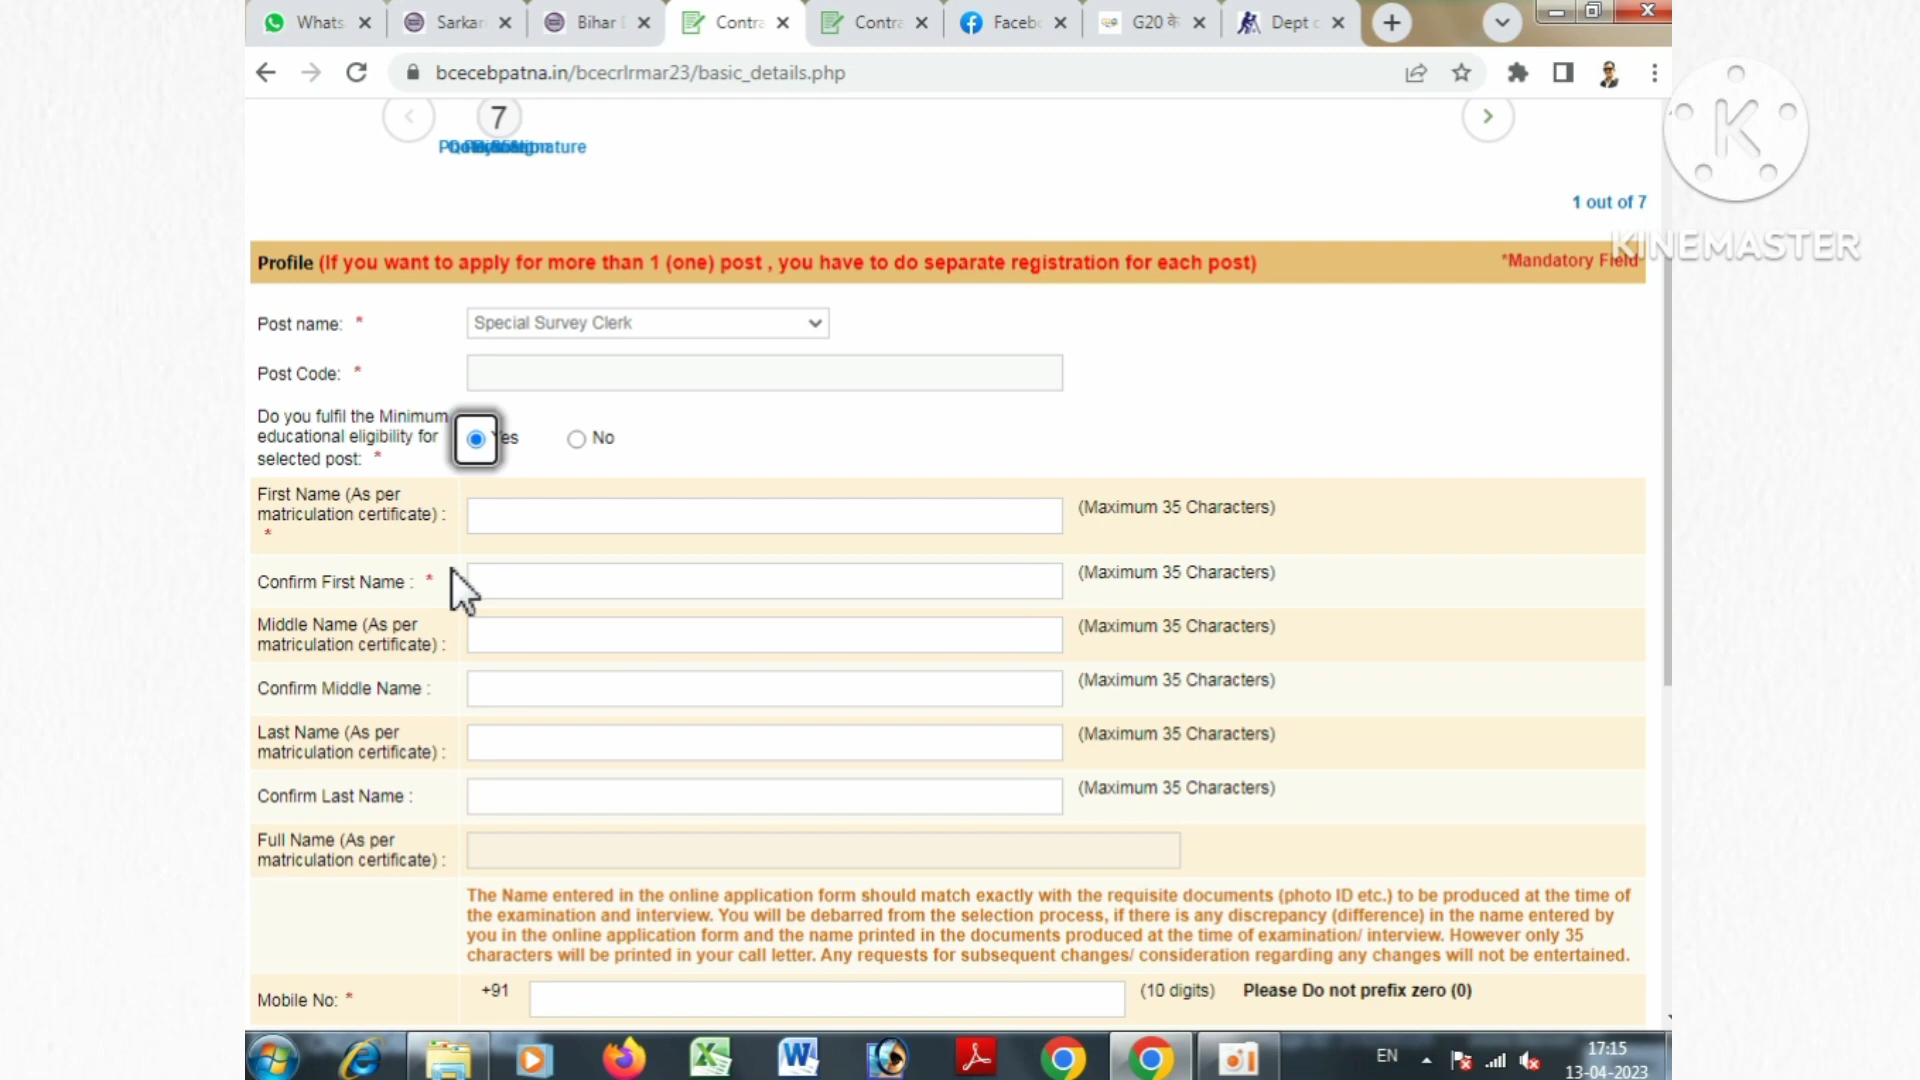 Whats
Sarkar
Bihar
Contra
Contra
Facebo
G20 के
Dept
bcecebpatna.in/bcecrlrmar23/basic_details.php
K
KINEMASTER
7
1 out of 7
Profile (If you want to apply for more than 1 (one) post , you have to do separate registration for each post)
*Mandatory Field
Post name: *
Special Survey Clerk
Post Code: *
Do you fulfil the Minimum
educational eligibility for
selected post: *
Yes
No
First Name (As per
matriculation certificate) :
*
(Maximum 35 Characters)
Confirm First Name : *
(Maximum 35 Characters)
Middle Name (As per
matriculation certificate) :
(Maximum 35 Characters)
Confirm Middle Name :
(Maximum 35 Characters)
Last Name (As per
matriculation certificate) :
(Maximum 35 Characters)
Confirm Last Name :
(Maximum 35 Characters)
Full Name (As per
matriculation certificate) :
The Name entered in the online application form should match exactly with the requisite documents (photo ID etc.) to be produced at the time of
the examination and interview. You will be debarred from the selection process, if there is any discrepancy (difference) in the name entered by
you in the online application form and the name printed in the documents produced at the time of examination/ interview. However only 35
characters will be printed in your call letter. Any requests for subsequent changes/ consideration regarding any changes will not be entertained.
Mobile No: *
+91
(10 digits)
Please Do not prefix zero (0)
EN
17:15
13-04-2023